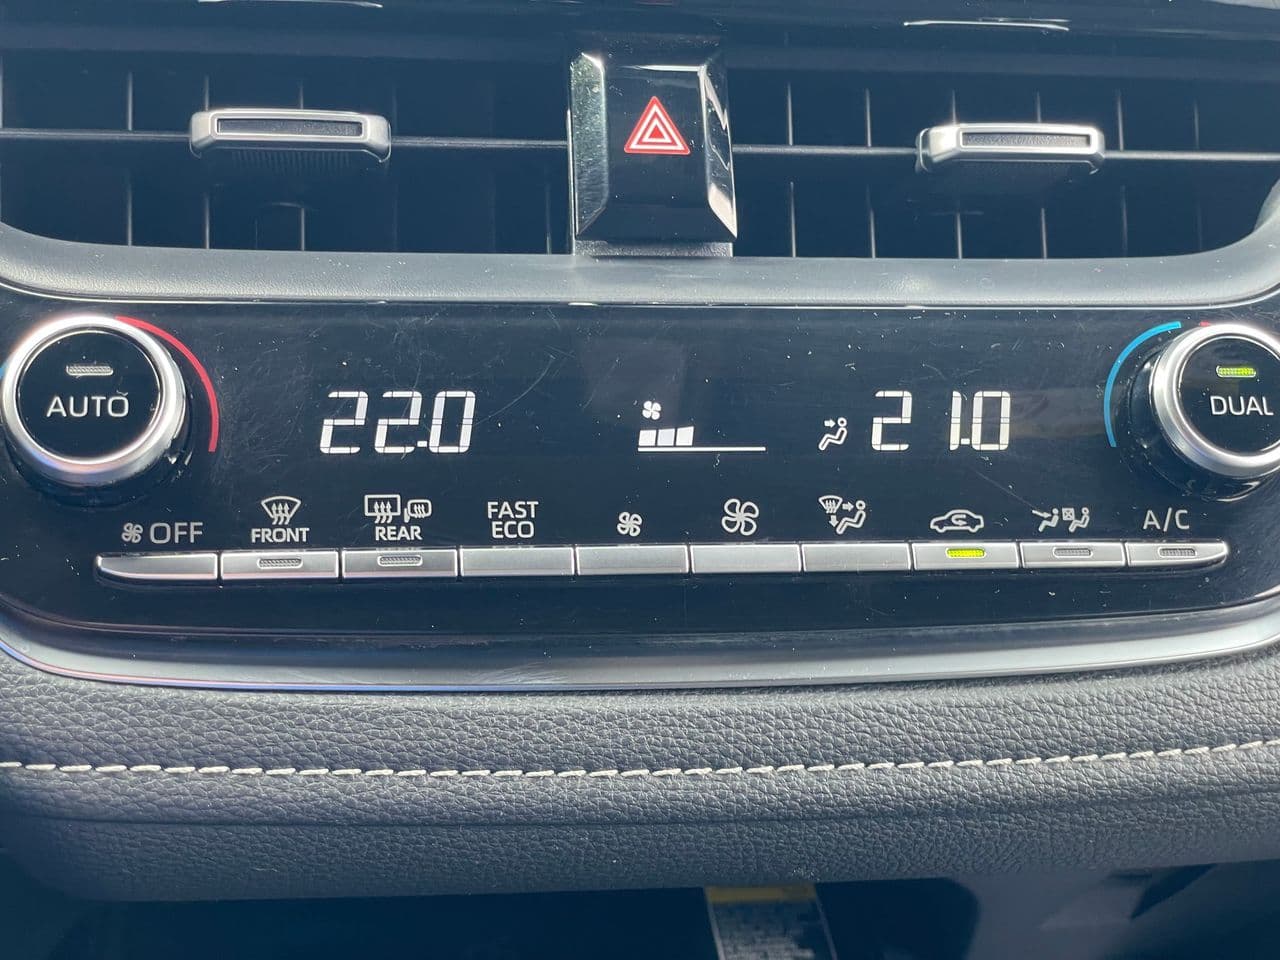 AUTO
22.0
21.0
DUAL
OFF
FRONT
REAR
FAST
ECO
A/C